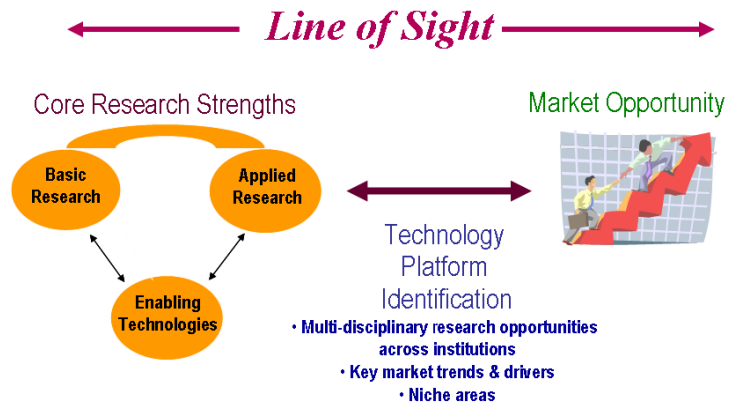 Line of Sight
Core Research Strengths
Market Opportunity
Basic
Research
Applied
Research
Enabling
Technologies
Technology
Platform
Identification
• Multi-disciplinary research opportunities
across institutions
• Key market trends & drivers
• Niche areas